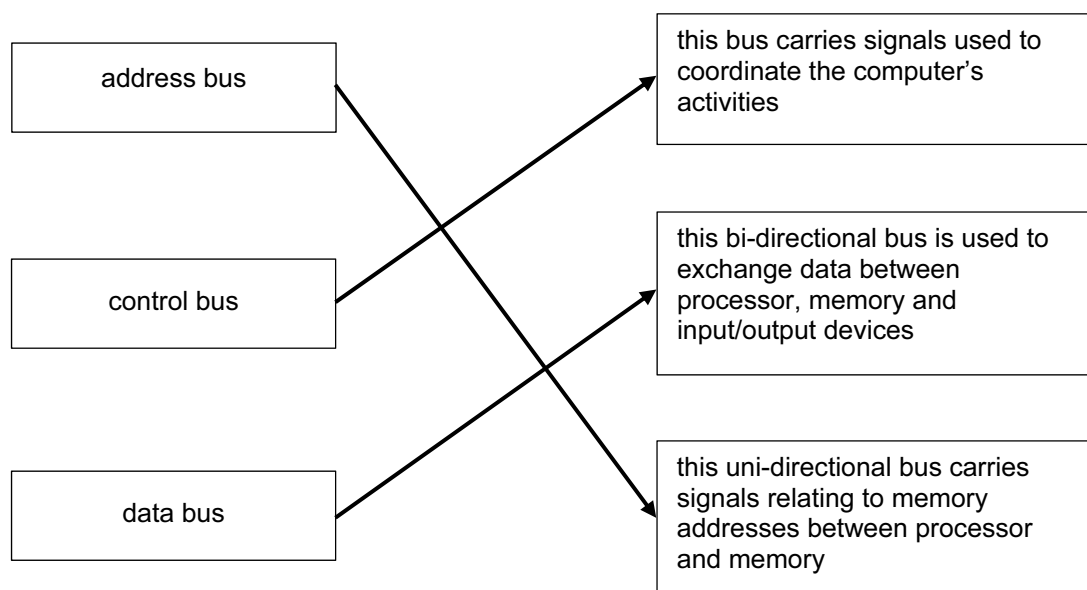 address bus
control bus
data bus
this bus carries signals used to
coordinate the computer’s
activities
this bi-directional bus is used to
exchange data between
processor, memory and
input/output devices
this uni-directional bus carries
signals relating to memory
addresses between processor
and memory